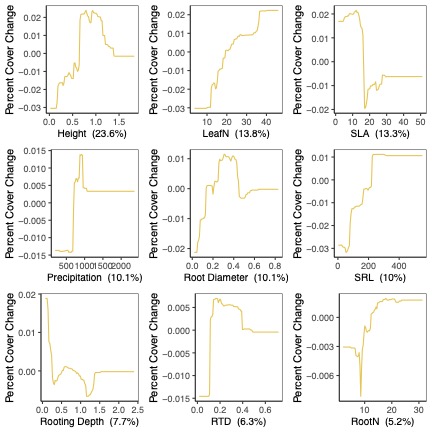 Percent Cover Change
0.02
0.01
0.00
−0.01
−0.02
−0.03
0.0 0.5 1.0 1.5
Height (23.6%)
Percent Cover Change
0.02
0.01
0.00
−0.01
−0.02
−0.03
10 20 30 40
LeafN (13.8%)
Percent Cover Change
0.02
0.01
0.00
−0.01
−0.02
0 10 20 30 40 50
SLA (13.3%)
Percent Cover Change
0.015
0.010
0.005
0.000
−0.005
−0.010
−0.015
500 1000 1500 2000
Precipitation (10.1%)
Percent Cover Change
0.01
0.00
−0.01
−0.02
0.0 0.2 0.4 0.6 0.8
Root Diameter (10.1%)
Percent Cover Change
0.01
0.00
−0.01
−0.02
−0.03
0 200 400
SRL (10%)
Percent Cover Change
0.02
0.01
0.00
−0.01
0.0 0.5 1.0 1.5 2.0 2.5
Rooting Depth (7.7%)
Percent Cover Change
0.005
0.000
−0.005
−0.010
−0.015
0.0 0.2 0.4 0.6
RTD (6.3%)
Percent Cover Change
0.000
−0.003
−0.006
10 20 30
RootN (5.2%)